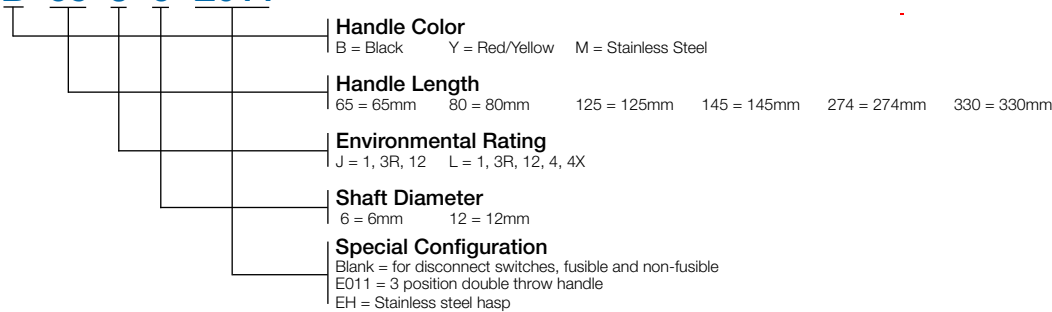 Handle Color
B = Black Y = Red/Yellow M = Stainless Steel
Handle Length
65 = 65mm 80 = 80mm 125 = 125mm 145 = 145mm 274 = 274mm 330 = 330mm
Environmental Rating
J = 1, 3R, 12 L = 1, 3R, 12, 4, 4X
Shaft Diameter
6 = 6mm 12 = 12mm
Special Configuration
Blank = for disconnect switches, fusible and non-fusible
E011 = 3 position double throw handle
EH = Stainless steel hasp